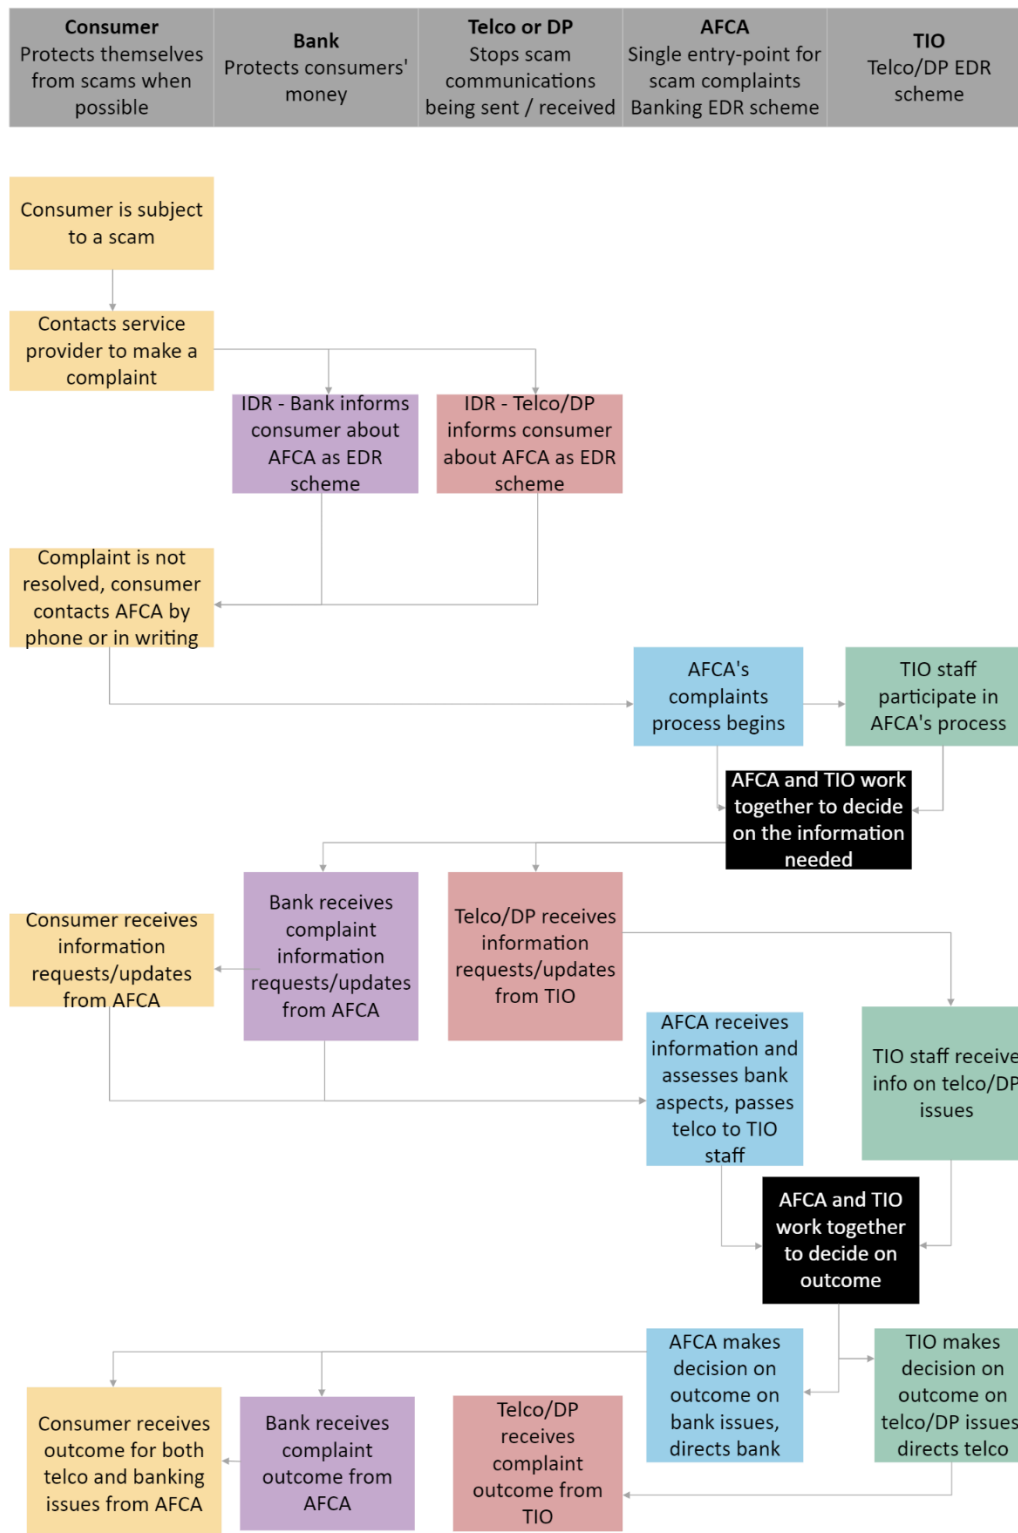 Consumer
Protects themselves
from scams when
possible
Bank
Protects consumers'
money
Telco or DP
Stops scam
communications
being sent / received
AFCA
Single entry-point for
scam complaints
Banking EDR scheme
TIO
Telco/DP EDR
scheme
Consumer is subject
to a scam
Contacts service
provider to make a
complaint
IDR - Bank informs
consumer about
AFCA as EDR
scheme
IDR - Telco/DP
informs consumer
about AFCA as EDR
scheme
Complaint is not
resolved, consumer
contacts AFCA by
phone or in writing
AFCA's
complaints
process begins
TIO staff
participate in
AFCA's process
AFCA and TIO work
together to decide
on the information
needed
Consumer receives
information
requests/updates
from AFCA
Bank receives
complaint
information
requests/updates
from AFCA
Telco/DP receives
information
requests/updates
from TIO
AFCA receives
information and
assesses bank
aspects, passes
telco to TIO
staff
TIO staff receive
info on telco/DP
issues
AFCA and TIO
work together
to decide on
outcome
AFCA makes
decision on
outcome on
bank issues,
directs bank
TIO makes
decision on
outcome on
telco/DP issues
directs telco
Consumer receives
outcome for both
telco and banking
issues from AFCA
Bank receives
complaint
outcome from
AFCA
Telco/DP
receives
complaint
outcome from
TIO